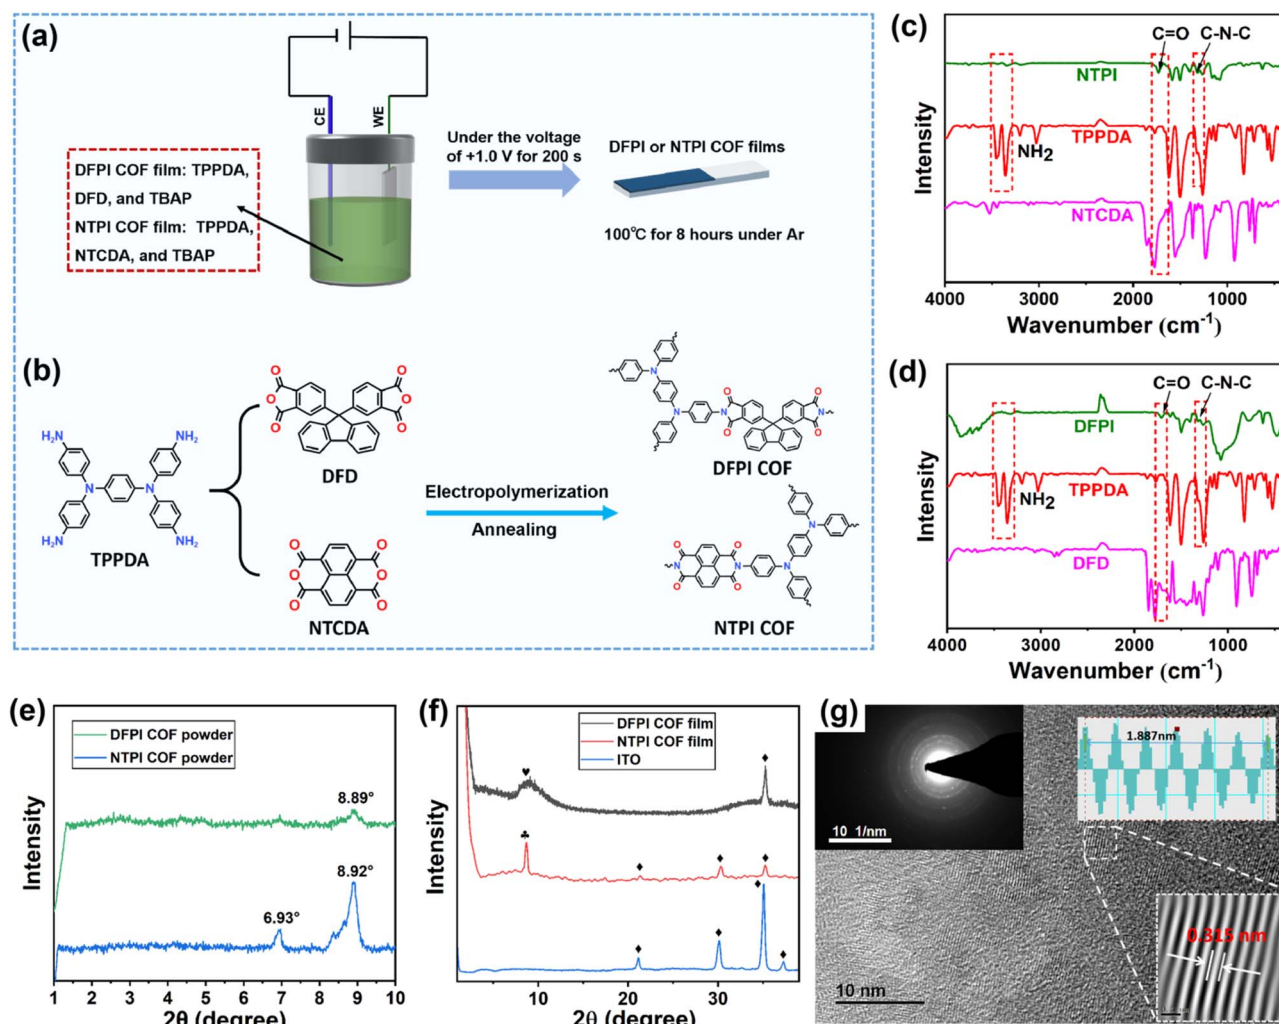 (a)
CE
WE
DFPI COF film: TPPDA,
DFD, and TBAP
NTPI COF film: TPPDA,
NTCDA, and TBAP
Under the voltage
of +1.0 V for 200 s
DFPI or NTPI COF films
100℃ for 8 hours under Ar
(b)
H₂N
NH₂
N
N
H₂N
NH₂
TPPDA
O
O
O
O
O
O
DFD
O
O
O
O
O
O
NTCDA
Electropolymerization
Annealing
N
N
N
O
O
O
O
N
DFPI COF
N
O
O
O
O
N
N
N
NTPI COF
(c)
C=O
C-N-C
NTPI
TPPDA
NH₂
NTCDA
Intensity
4000
3000
2000
1000
Wavenumber (cm⁻¹)
(d)
C=O
C-N-C
DFPI
TPPDA
NH₂
DFD
Intensity
4000
3000
2000
1000
Wavenumber (cm⁻¹)
(e)
DFPI COF powder
NTPI COF powder
8.89°
8.92°
6.93°
Intensity
1 2 3 4 5 6 7 8 9 10
2θ (degree)
(f)
DFPI COF film
NTPI COF film
ITO
Intensity
10 20 30
2θ (degree)
(g)
10 1/nm
1.887nm
0.315 nm
10 nm